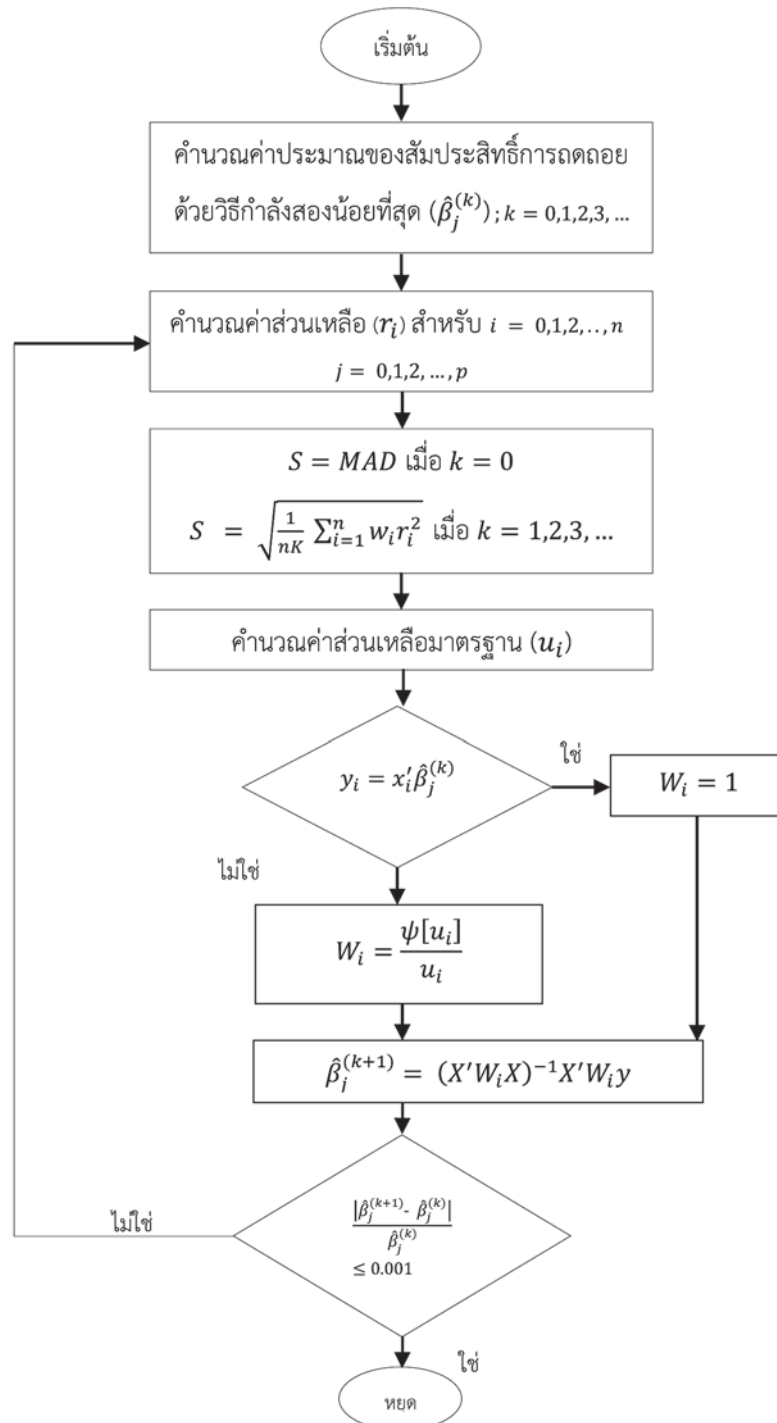 เริ่มต้น
คำนวณค่าประมาณของสัมประสิทธิ์การถดถอย
ด้วยวิธีกำลังสองน้อยที่สุด (β̂_j^(k)) ; k = 0,1,2,3, …
คำนวณค่าส่วนเหลือ (r_i) สำหรับ i = 0,1,2,..,n
j = 0,1,2, …, p
S = MAD เมื่อ k = 0
S = √(1/(nK) ∑_{i=1}^{n} w_i r_i^2) เมื่อ k = 1,2,3, …
คำนวณค่าส่วนเหลือมาตรฐาน (u_i)
y_i = x_i′β̂_j^(k)
ใช่
W_i = 1
ไม่ใช่
W_i = ψ[u_i] / u_i
β̂_j^(k+1) = (X′W_iX)^−1 X′W_iy
ไม่ใช่
|β̂_j^(k+1) - β̂_j^(k)| / β̂_j^(k)
≤ 0.001
ใช่
หยุด